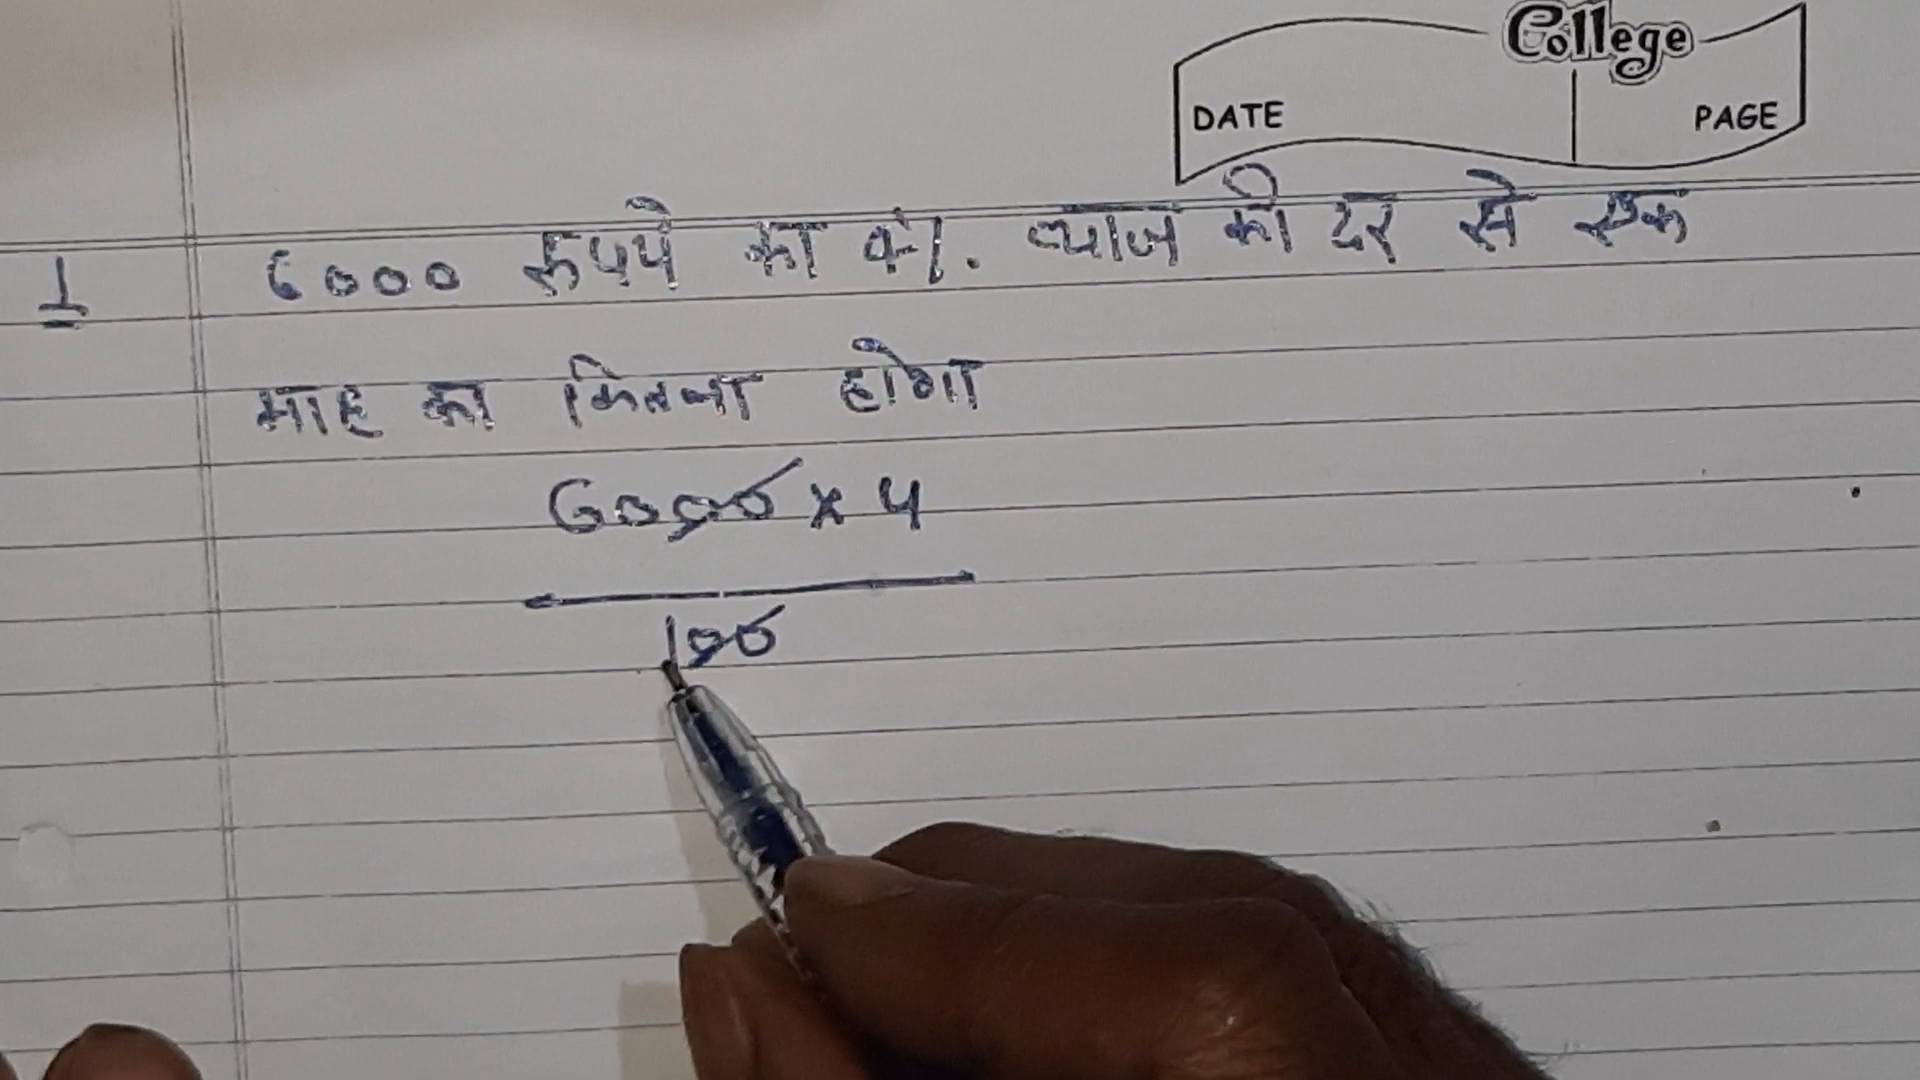 College
DATE PAGE
1 6000 रूपये का 4%. ब्याज की दर से एक
माह का कितना होगा
6000 x 4
100